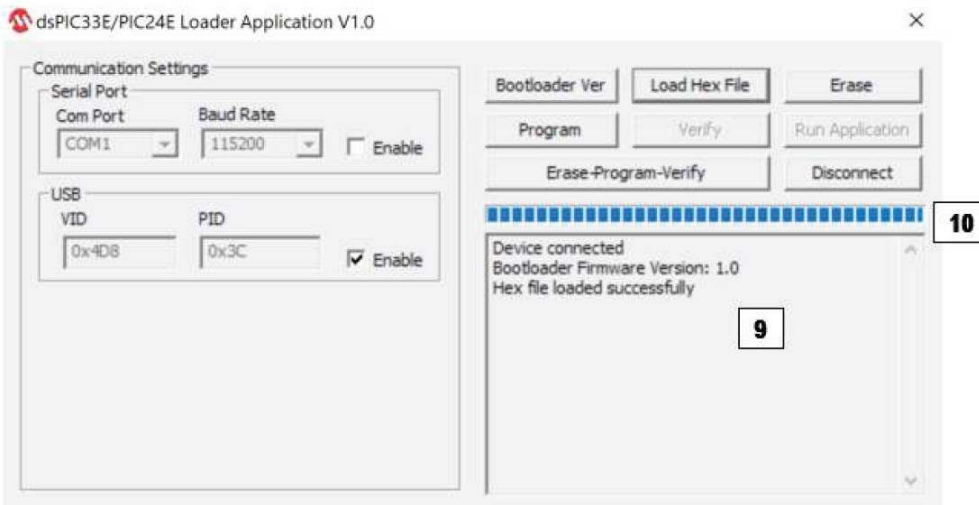 dsPIC33E/PIC24E Loader Application V1.0
Communication Settings
Serial Port
Com Port Baud Rate
COM1 115200 Enable
USB
VID PID
0x4D8 0x3C Enable
Bootloader Ver Load Hex File Erase
Program Verify Run Application
Erase-Program-Verify Disconnect
10
Device connected
Bootloader Firmware Version: 1.0
Hex file loaded successfully
9